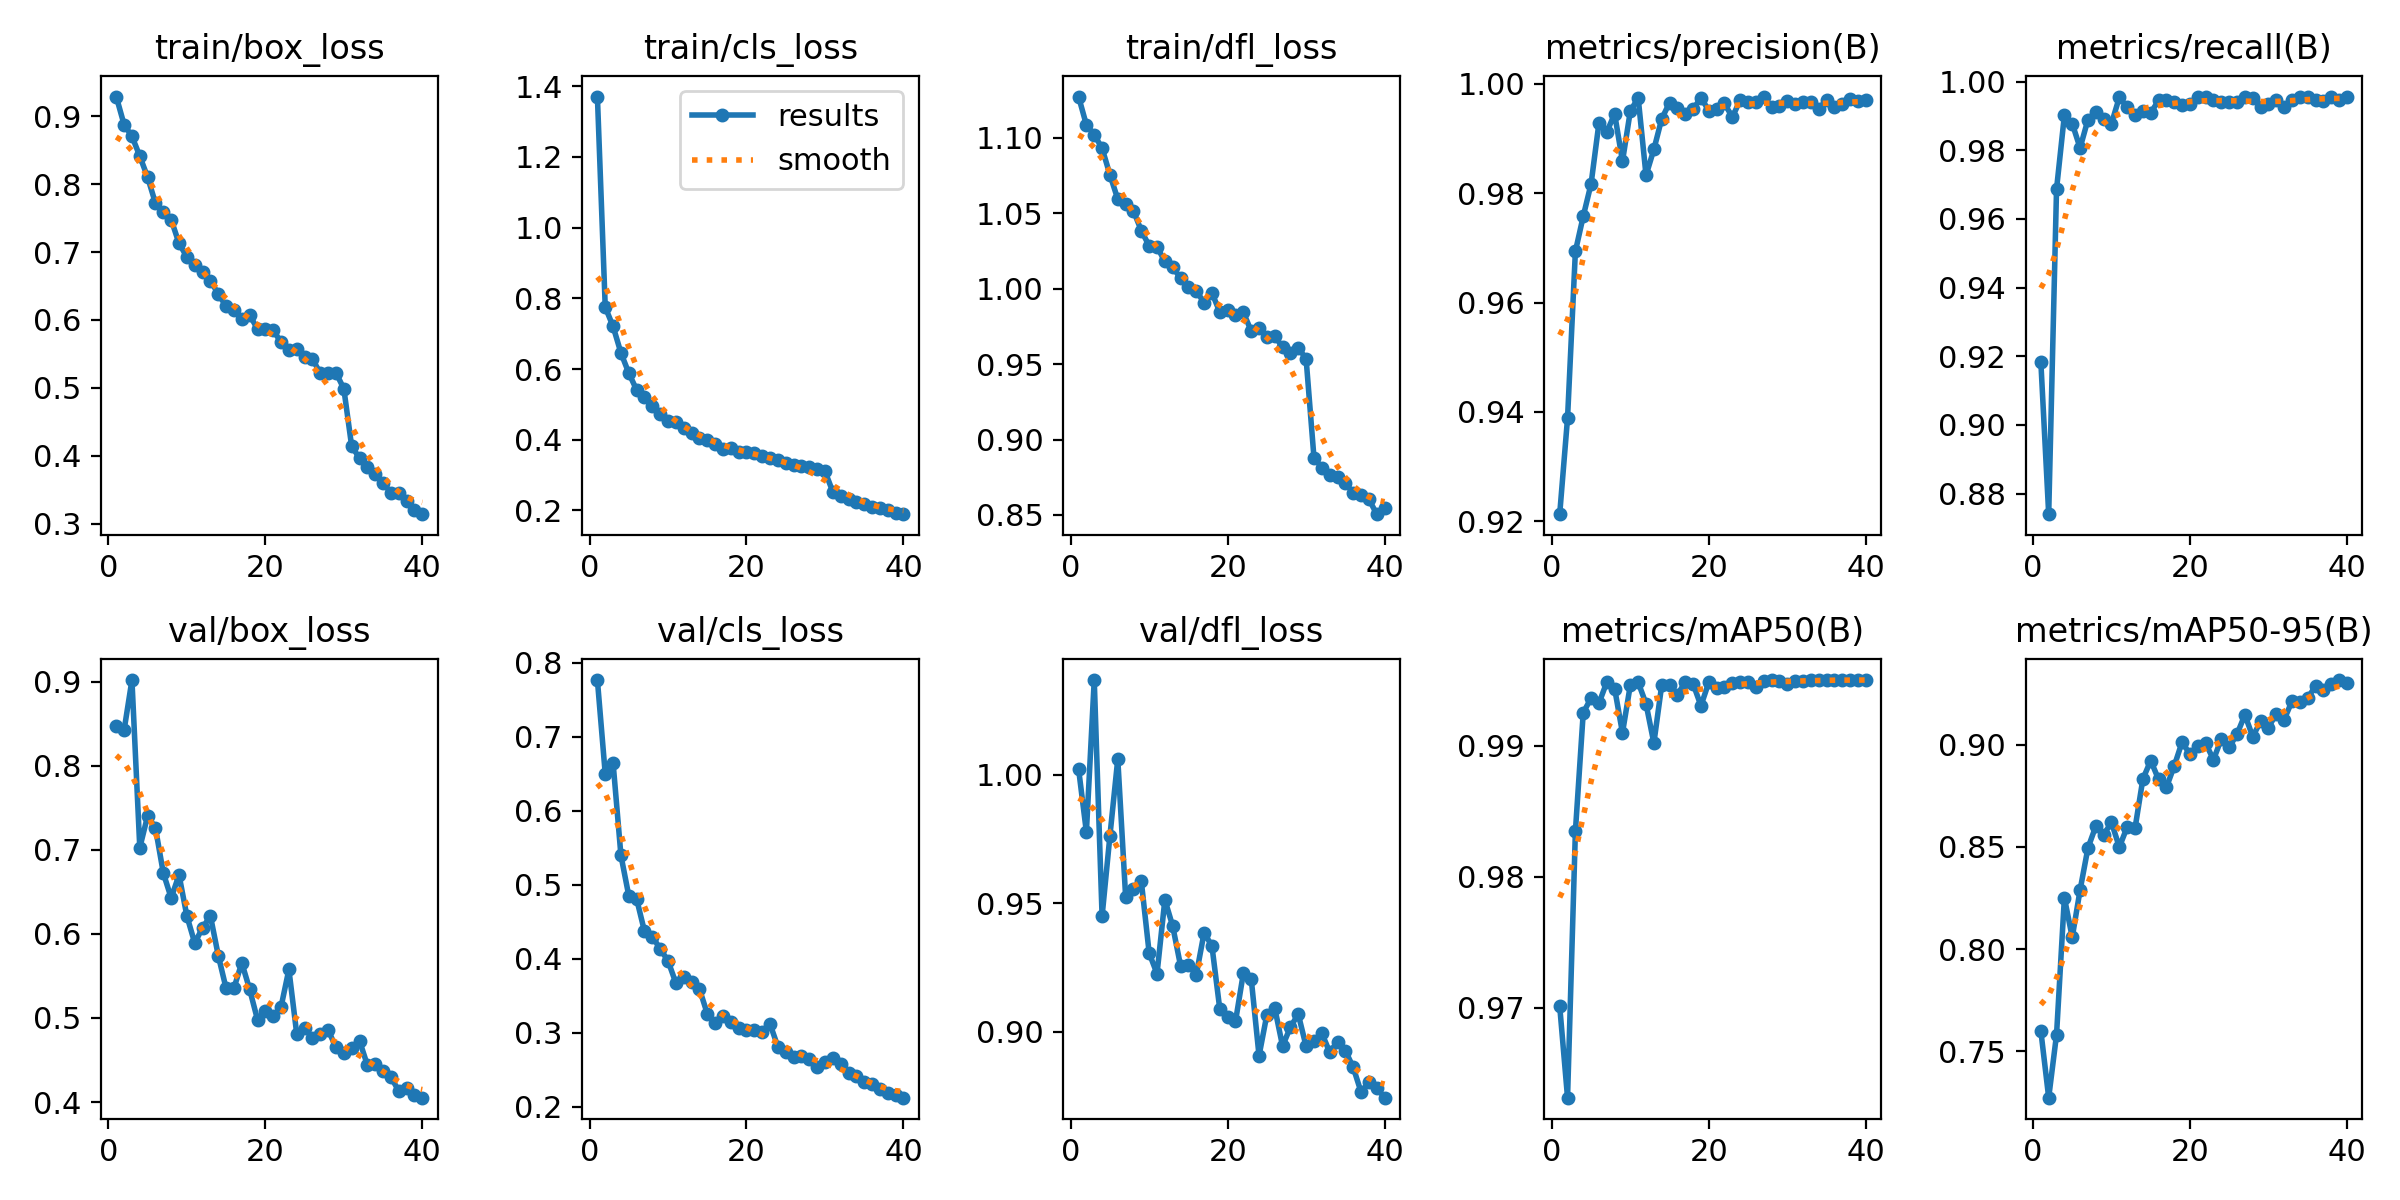 train/box_loss
0.9
0.8
0.7
0.6
0.5
0.4
0.3
0 20 40
train/cls_loss
results
smooth
1.4
1.2
1.0
0.8
0.6
0.4
0.2
0 20 40
train/dfl_loss
1.10
1.05
1.00
0.95
0.90
0.85
0 20 40
metrics/precision(B)
1.00
0.98
0.96
0.94
0.92
0 20 40
metrics/recall(B)
1.00
0.98
0.96
0.94
0.92
0.90
0.88
0 20 40
val/box_loss
0.9
0.8
0.7
0.6
0.5
0.4
0 20 40
val/cls_loss
0.8
0.7
0.6
0.5
0.4
0.3
0.2
0 20 40
val/dfl_loss
1.00
0.95
0.90
0 20 40
metrics/mAP50(B)
0.99
0.98
0.97
0 20 40
metrics/mAP50-95(B)
0.90
0.85
0.80
0.75
0 20 40